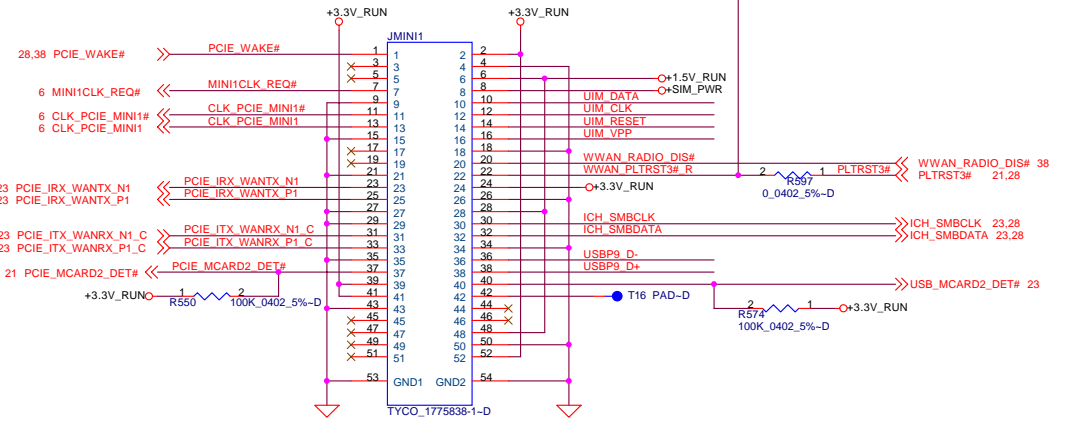 +3.3V_RUN +3.3V_RUN
JMINI1
28,38 PCIE_WAKE# PCIE_WAKE# 1 1 2 2
3 3 4 4
5 5 6 6 +1.5V_RUN
6 MINI1CLK_REQ# MINI1CLK_REQ# 7 7 8 8 +SIM_PWR
9 9 10 10 UIM_DATA
6 CLK_PCIE_MINI1# CLK_PCIE_MINI1# 11 11 12 12 UIM_CLK
6 CLK_PCIE_MINI1 CLK_PCIE_MINI1 13 13 14 14 UIM_RESET
15 15 16 16 UIM_VPP
17 17 18 18
19 19 20 20 WWAN_RADIO_DIS# WWAN_RADIO_DIS# 38
21 21 22 22 WWAN_PLTRST3#_R 2 1 PLTRST3# PLTRST3# 21,28
R597
0_0402_5%~D
23 PCIE_IRX_WANTX_N1 PCIE_IRX_WANTX_N1 23 23 24 24 +3.3V_RUN
23 PCIE_IRX_WANTX_P1 PCIE_IRX_WANTX_P1 25 25 26 26
27 27 28 28
29 29 30 30 ICH_SMBCLK ICH_SMBCLK 23,28
23 PCIE_ITX_WANRX_N1_C PCIE_ITX_WANRX_N1_C 31 31 32 32 ICH_SMBDATA ICH_SMBDATA 23,28
23 PCIE_ITX_WANRX_P1_C PCIE_ITX_WANRX_P1_C 33 33 34 34
35 35 36 36 USBP9_D-
21 PCIE_MCARD2_DET# PCIE_MCARD2_DET# 37 37 38 38 USBP9_D+
39 39 40 40 USB_MCARD2_DET# 23
+3.3V_RUN 1 2 41 41 42 42 T16 PAD~D
R550 100K_0402_5%~D
43 43 44 44 2 1 +3.3V_RUN
R574
100K_0402_5%~D
45 45 46 46
47 47 48 48
49 49 50 50
51 51 52 52
53 GND1 GND2 54
TYCO_1775838-1~D